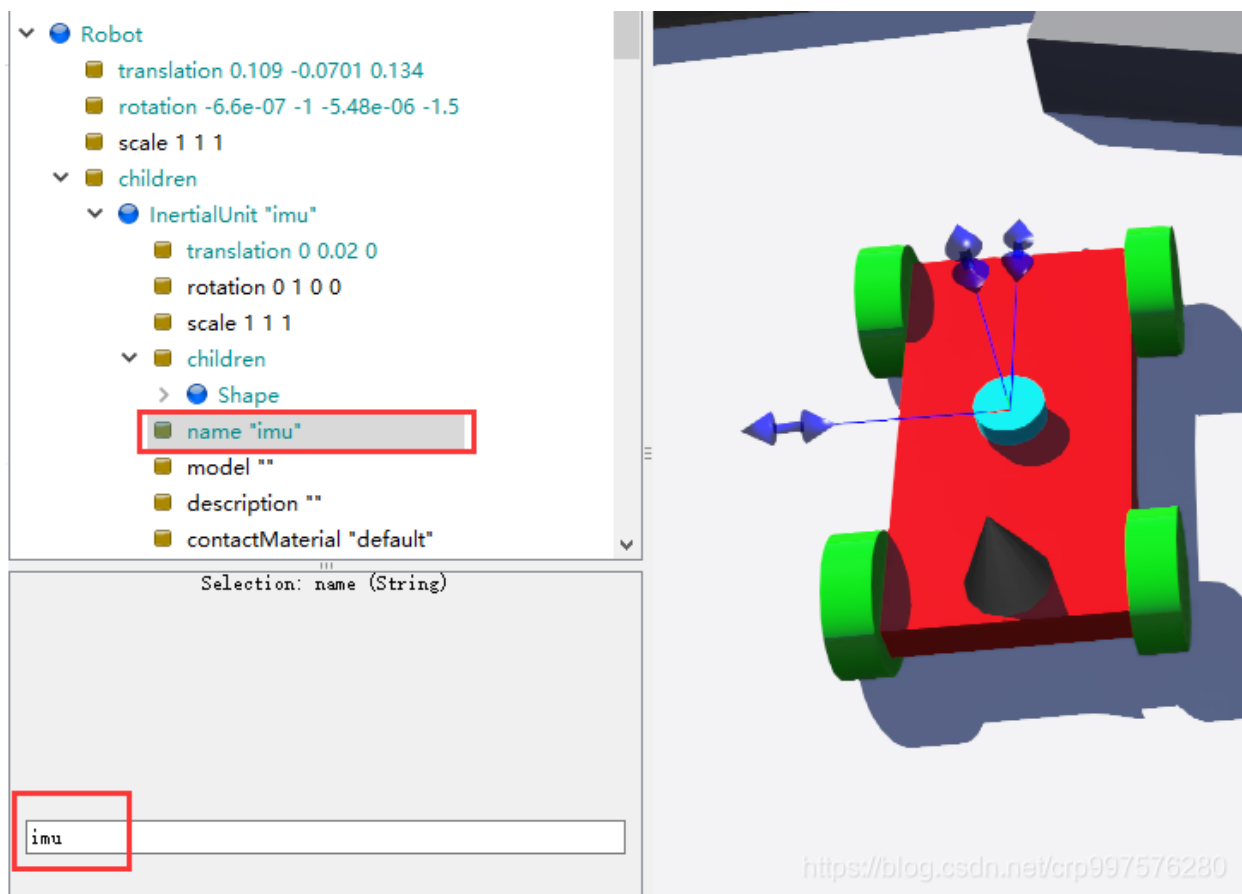 Robot
translation 0.109 -0.0701 0.134
rotation -6.6e-07 -1 -5.48e-06 -1.5
scale 1 1 1
children
InertialUnit "imu"
translation 0 0.02 0
rotation 0 1 0 0
scale 1 1 1
children
Shape
name "imu"
model ""
description ""
contactMaterial "default"
Selection: name (String)
imu
https://blog.csdn.net/crp997576280